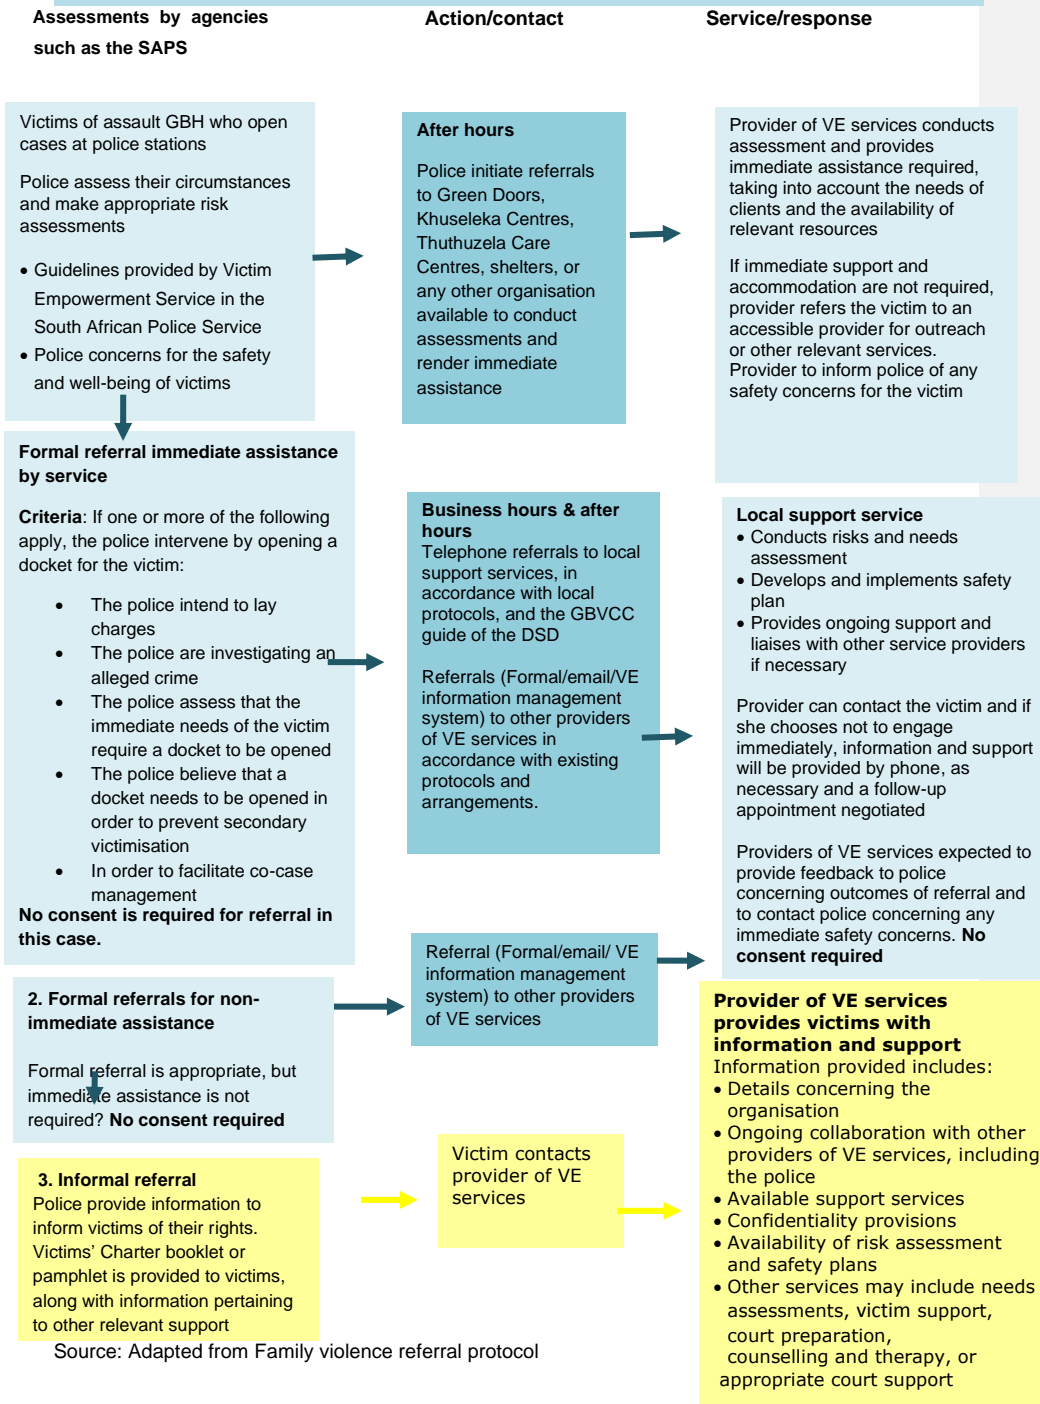 Assessments by agencies
such as the SAPS
Action/contact
Service/response
Victims of assault GBH who open
cases at police stations
Police assess their circumstances
and make appropriate risk
assessments
• Guidelines provided by Victim
Empowerment Service in the
South African Police Service
• Police concerns for the safety
and well-being of victims
After hours
Police initiate referrals
to Green Doors,
Khuseleka Centres,
Thuthuzela Care
Centres, shelters, or
any other organisation
available to conduct
assessments and
render immediate
assistance
Provider of VE services conducts
assessment and provides
immediate assistance required,
taking into account the needs of
clients and the availability of
relevant resources
If immediate support and
accommodation are not required,
provider refers the victim to an
accessible provider for outreach
or other relevant services.
Provider to inform police of any
safety concerns for the victim
Formal referral immediate assistance
by service
Criteria: If one or more of the following
apply, the police intervene by opening a
docket for the victim:
• The police intend to lay
charges
• The police are investigating an
alleged crime
• The police assess that the
immediate needs of the victim
require a docket to be opened
• The police believe that a
docket needs to be opened in
order to prevent secondary
victimisation
• In order to facilitate co-case
management
No consent is required for referral in
this case.
Business hours & after
hours
Telephone referrals to local
support services, in
accordance with local
protocols, and the GBVCC
guide of the DSD
Referrals (Formal/email/VE
information management
system) to other providers
of VE services in
accordance with existing
protocols and
arrangements.
Local support service
• Conducts risks and needs
assessment
• Develops and implements safety
plan
• Provides ongoing support and
liaises with other service providers
if necessary
Provider can contact the victim and if
she chooses not to engage
immediately, information and support
will be provided by phone, as
necessary and a follow-up
appointment negotiated
Providers of VE services expected to
provide feedback to police
concerning outcomes of referral and
to contact police concerning any
immediate safety concerns. No
consent required
2. Formal referrals for non-
immediate assistance
Formal referral is appropriate, but
immediate assistance is not
required? No consent required
Referral (Formal/email/ VE
information management
system) to other providers
of VE services
Provider of VE services
provides victims with
information and support
Information provided includes:
• Details concerning the
organisation
• Ongoing collaboration with other
providers of VE services, including
the police
• Available support services
• Confidentiality provisions
• Availability of risk assessment
and safety plans
• Other services may include needs
assessments, victim support,
court preparation,
counselling and therapy, or
appropriate court support
3. Informal referral
Police provide information to
inform victims of their rights.
Victims' Charter booklet or
pamphlet is provided to victims,
along with information pertaining
to other relevant support
Victim contacts
provider of VE
services
Source: Adapted from Family violence referral protocol